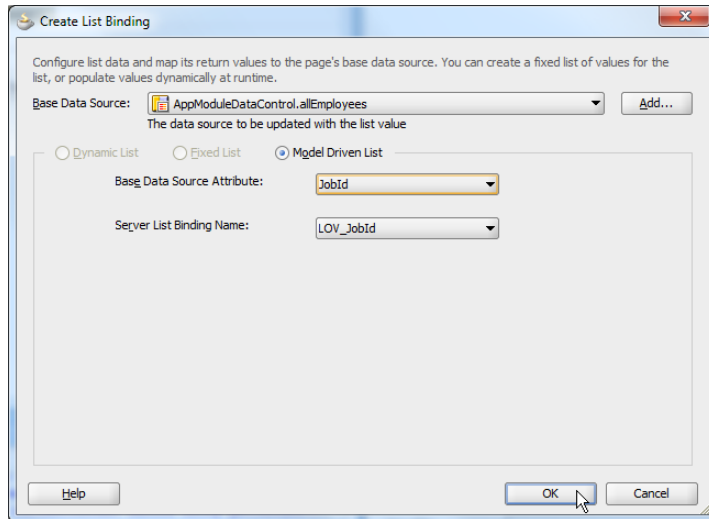 Create List Binding
Configure list data and map its return values to the page's base data source. You can create a fixed list of values for the
list, or populate values dynamically at runtime.
Base Data Source: AppModuleDataControl.allEmployees Add...
The data source to be updated with the list value
Dynamic List Fixed List Model Driven List
Base Data Source Attribute: JobId
Server List Binding Name: LOV_JobId
Help OK Cancel